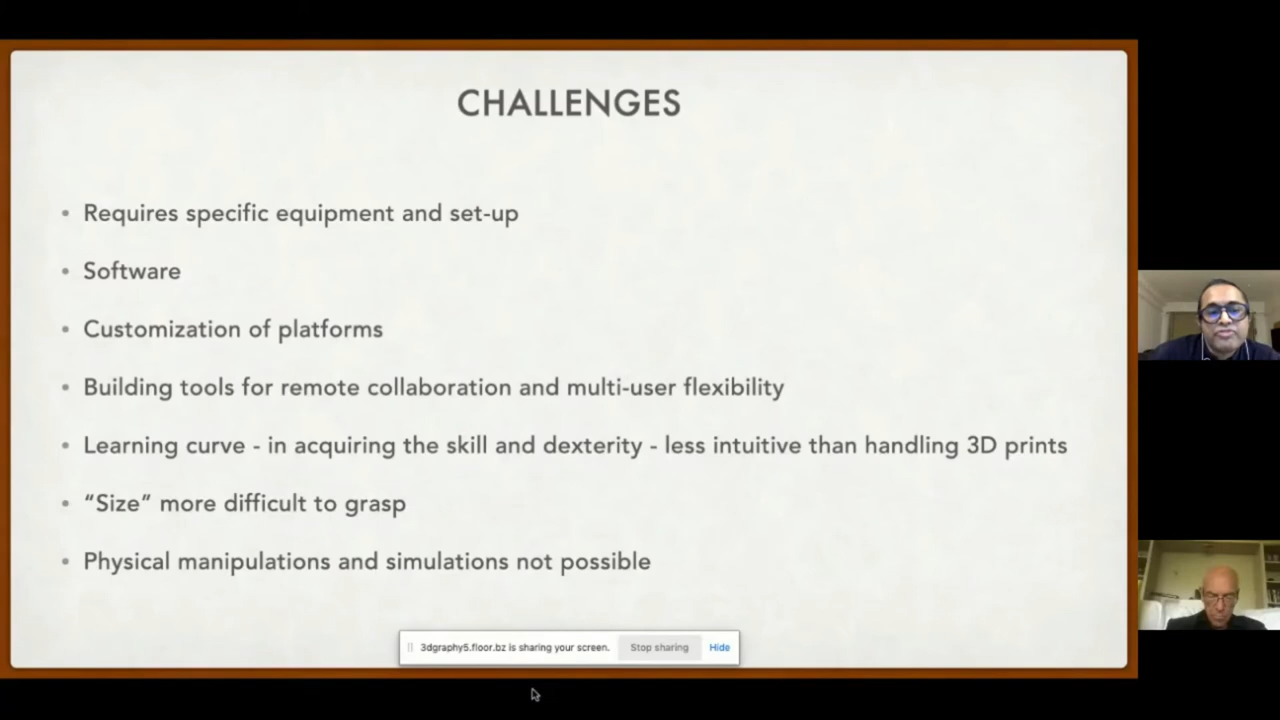 CHALLENGES
• Requires specific equipment and set-up
• Software
• Customization of platforms
• Building tools for remote collaboration and multi-user flexibility
• Learning curve - in acquiring the skill and dexterity - less intuitive than handling 3D prints
• “Size” more difficult to grasp
• Physical manipulations and simulations not possible
3dgraphy5.floor.bz is sharing your screen. Stop sharing Hide